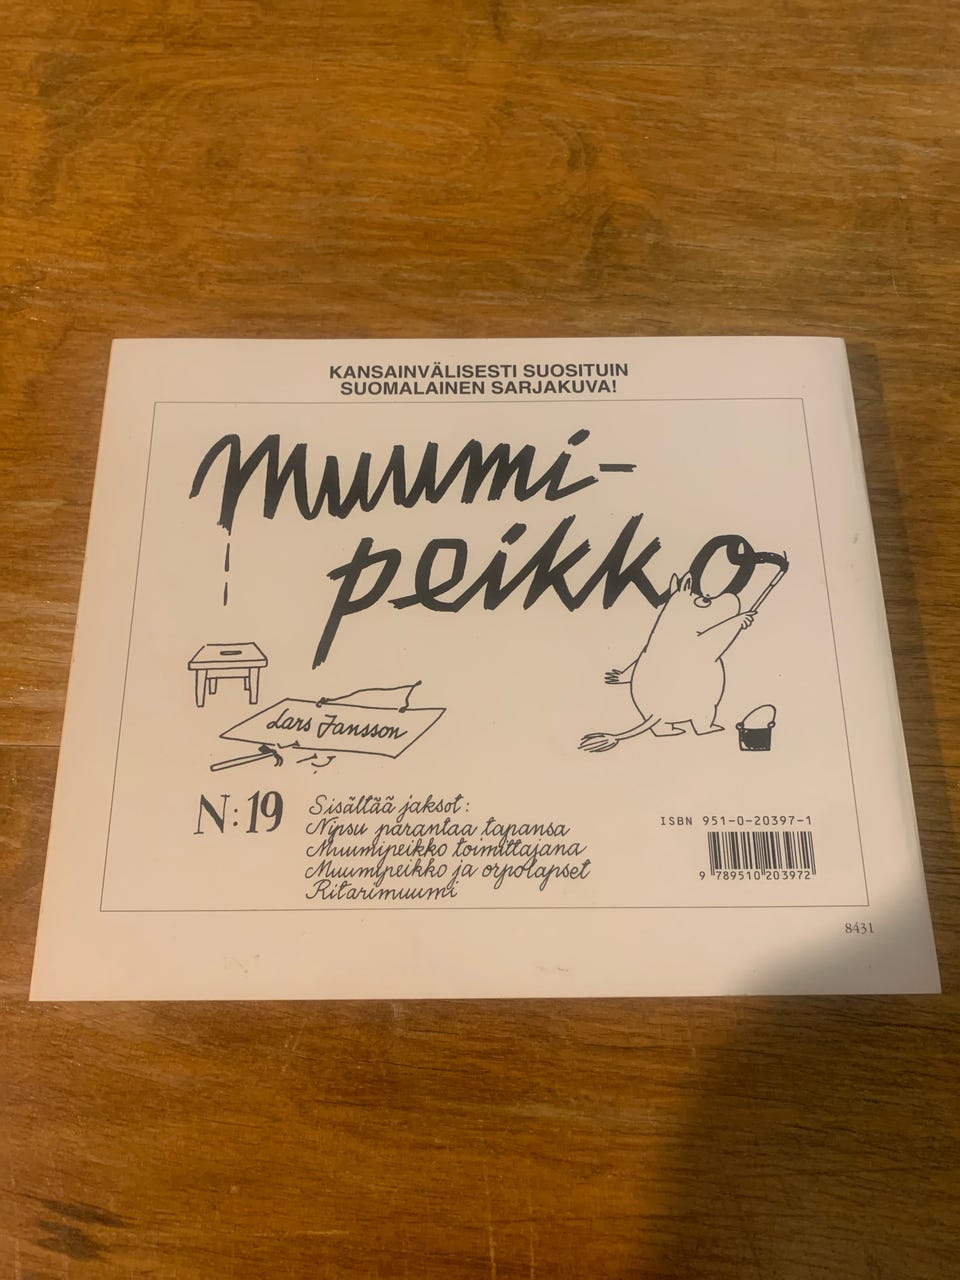 KANSAINVÄLISESTI SUOSITUIN
SUOMALAINEN SARJAKUVA!
Muumi-
peikko
Lars Jansson
N:19
Sisältää jaksot:
Nipsu parantaa tapansa
Muumipeikko toimittajana
Muumipeikko ja orpolapset
Ritarimuumi
ISBN 951-0-20397-1
9 789510 203972
8431